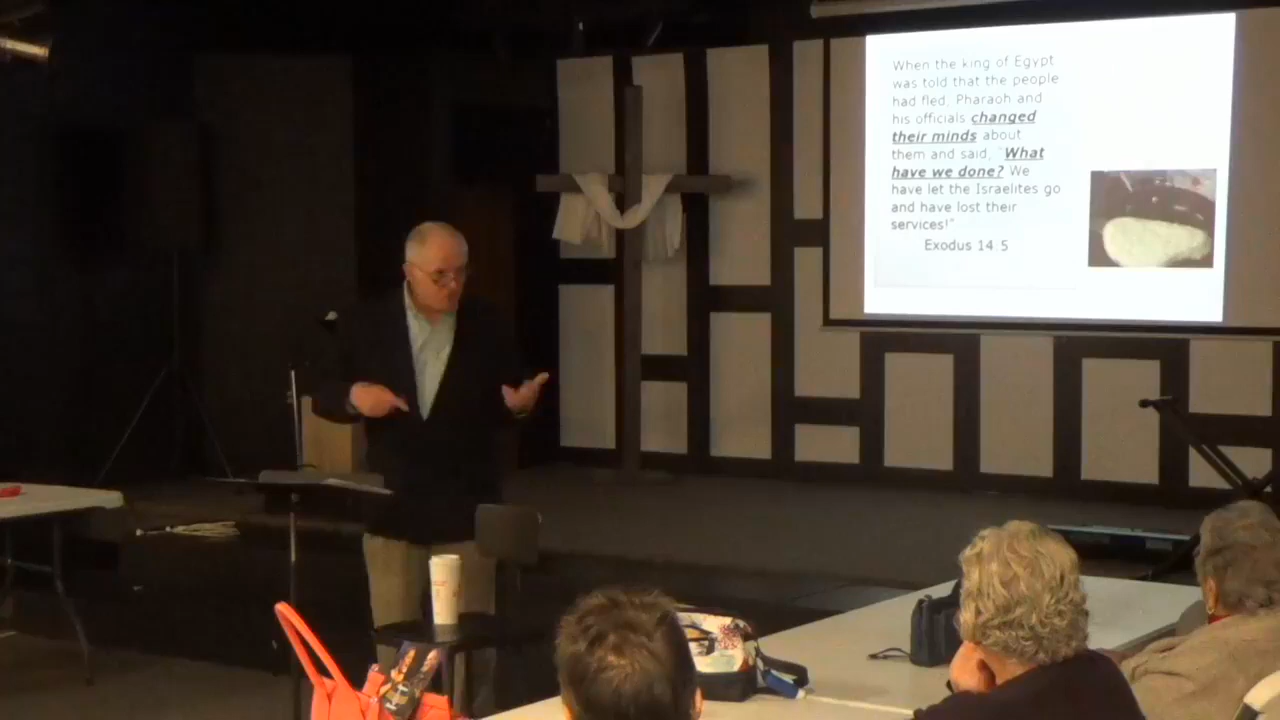 When the king of Egypt
was told that the people
had fled, Pharaoh and
his officials changed
their minds about
them and said, "What
have we done? We
have let the Israelites go
and have lost their
services!"
Exodus 14 5